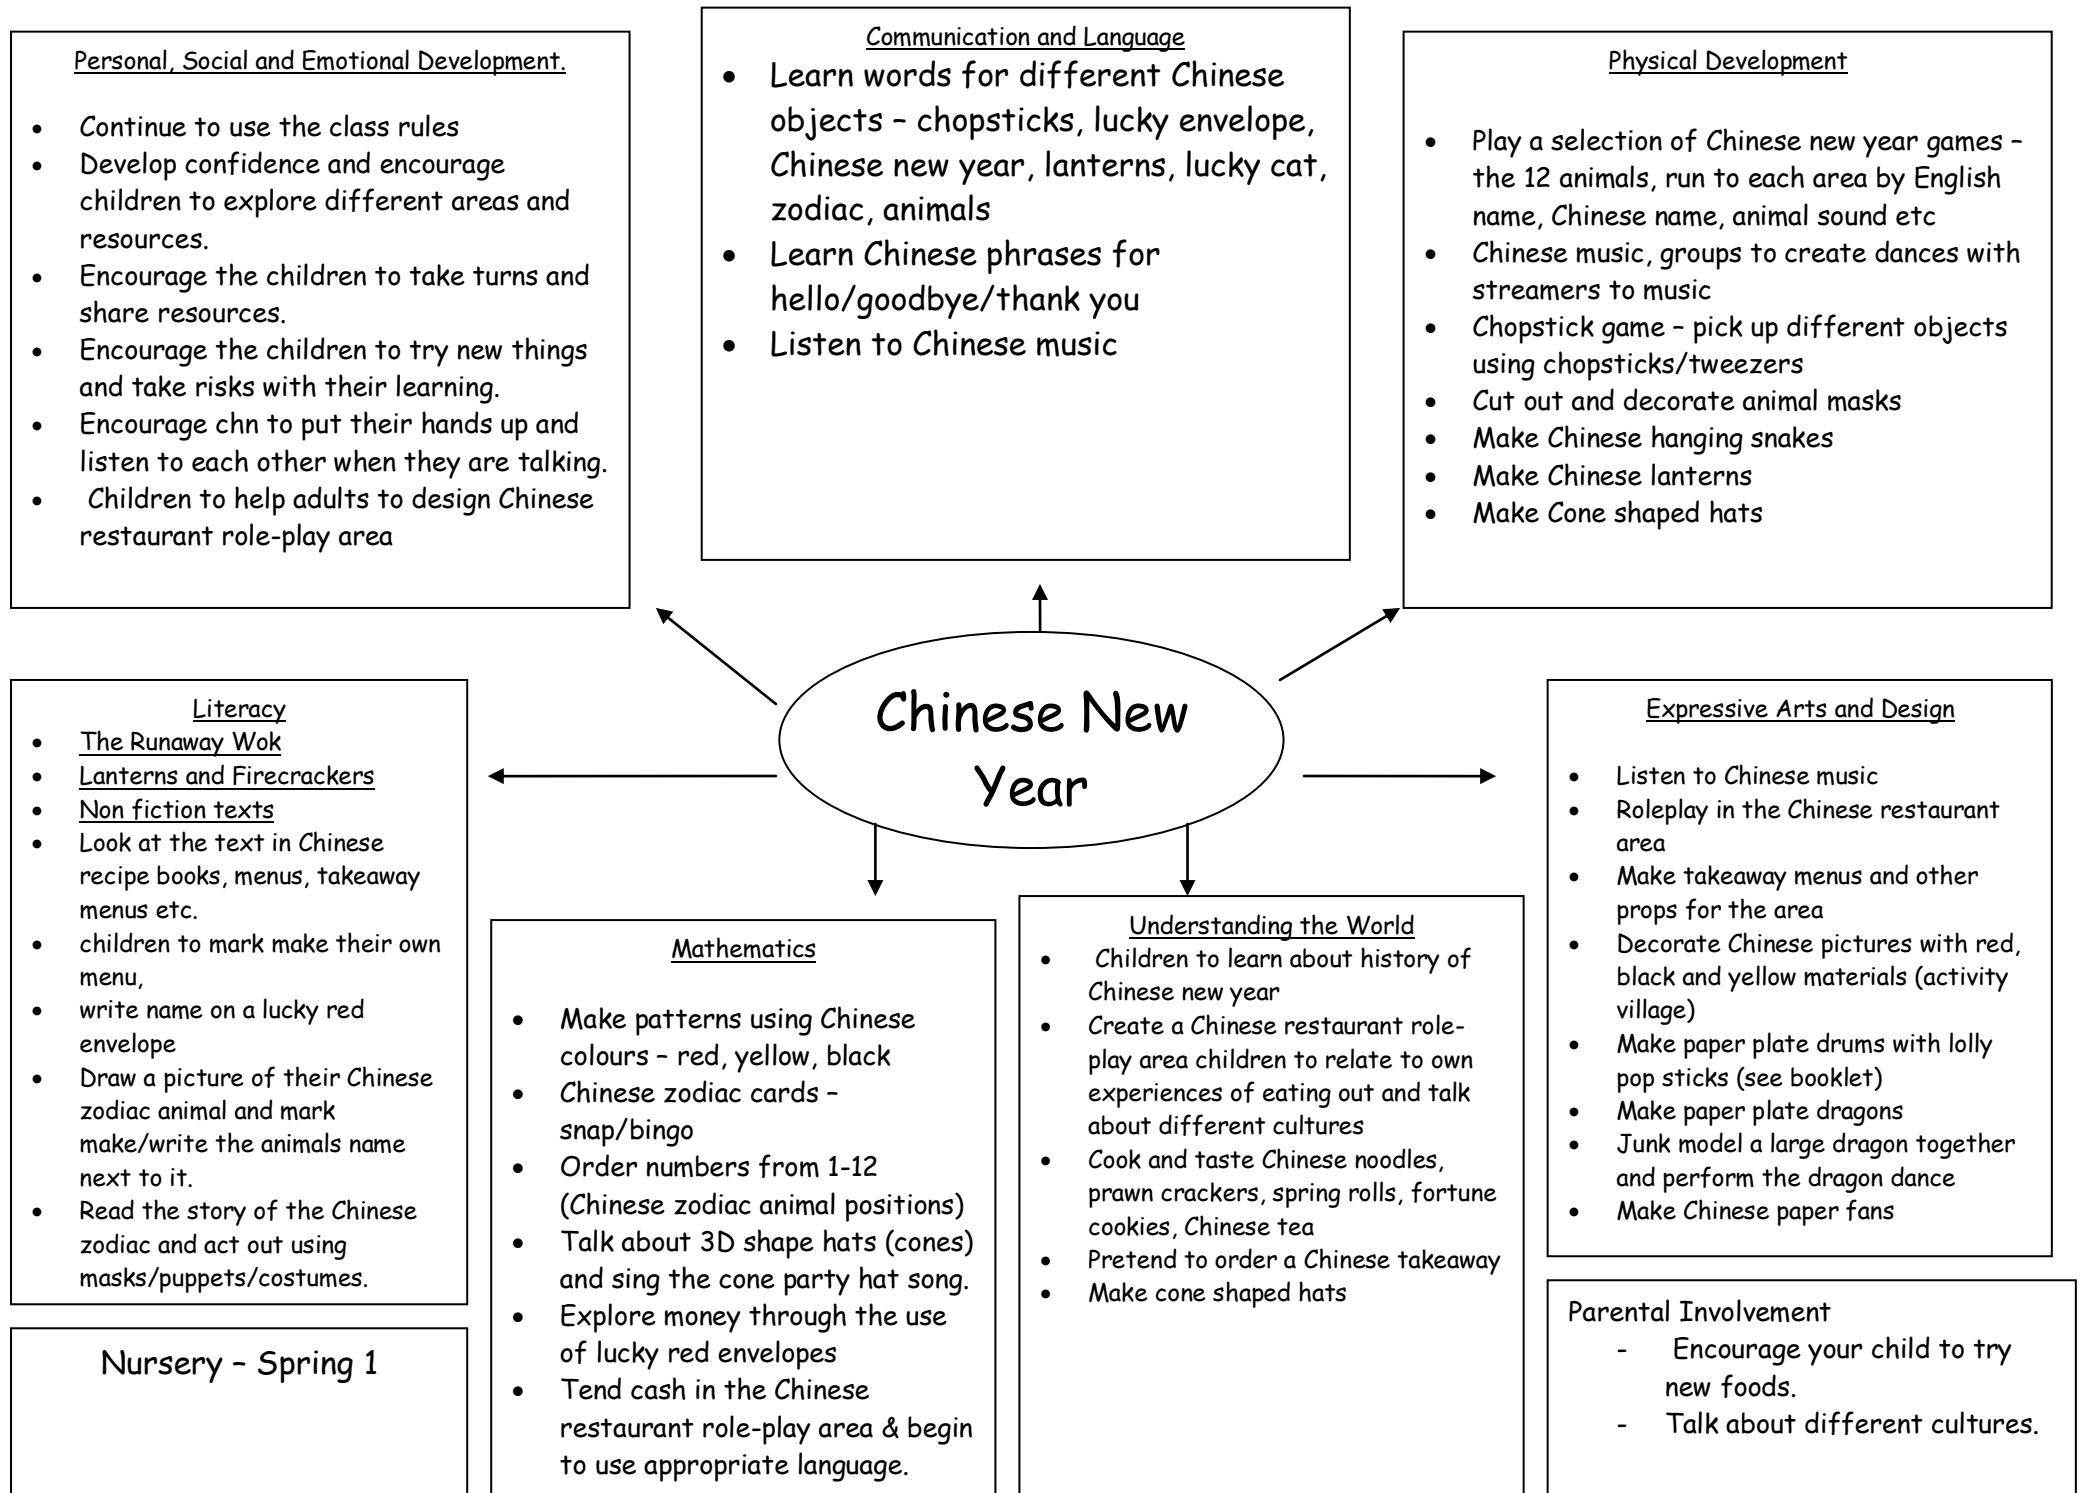 Personal, Social and Emotional Development.
• Continue to use the class rules
• Develop confidence and encourage
children to explore different areas and
resources.
• Encourage the children to take turns and
share resources.
• Encourage the children to try new things
and take risks with their learning.
• Encourage chn to put their hands up and
listen to each other when they are talking.
• Children to help adults to design Chinese
restaurant role-play area
Communication and Language
• Learn words for different Chinese
objects – chopsticks, lucky envelope,
Chinese new year, lanterns, lucky cat,
zodiac, animals
• Learn Chinese phrases for
hello/goodbye/thank you
• Listen to Chinese music
Physical Development
• Play a selection of Chinese new year games –
the 12 animals, run to each area by English
name, Chinese name, animal sound etc
• Chinese music, groups to create dances with
streamers to music
• Chopstick game – pick up different objects
using chopsticks/tweezers
• Cut out and decorate animal masks
• Make Chinese hanging snakes
• Make Chinese lanterns
• Make Cone shaped hats
Chinese New
Year
Literacy
• The Runaway Wok
• Lanterns and Firecrackers
• Non fiction texts
• Look at the text in Chinese
recipe books, menus, takeaway
menus etc.
• children to mark make their own
menu,
• write name on a lucky red
envelope
• Draw a picture of their Chinese
zodiac animal and mark
make/write the animals name
next to it.
• Read the story of the Chinese
zodiac and act out using
masks/puppets/costumes.
Nursery – Spring 1
Mathematics
• Make patterns using Chinese
colours – red, yellow, black
• Chinese zodiac cards –
snap/bingo
• Order numbers from 1-12
(Chinese zodiac animal positions)
• Talk about 3D shape hats (cones)
and sing the cone party hat song.
• Explore money through the use
of lucky red envelopes
• Tend cash in the Chinese
restaurant role-play area & begin
to use appropriate language.
Understanding the World
• Children to learn about history of
Chinese new year
• Create a Chinese restaurant role-
play area children to relate to own
experiences of eating out and talk
about different cultures
• Cook and taste Chinese noodles,
prawn crackers, spring rolls, fortune
cookies, Chinese tea
• Pretend to order a Chinese takeaway
• Make cone shaped hats
Expressive Arts and Design
• Listen to Chinese music
• Roleplay in the Chinese restaurant
area
• Make takeaway menus and other
props for the area
• Decorate Chinese pictures with red,
black and yellow materials (activity
village)
• Make paper plate drums with lolly
pop sticks (see booklet)
• Make paper plate dragons
• Junk model a large dragon together
and perform the dragon dance
• Make Chinese paper fans
Parental Involvement
- Encourage your child to try
new foods.
- Talk about different cultures.